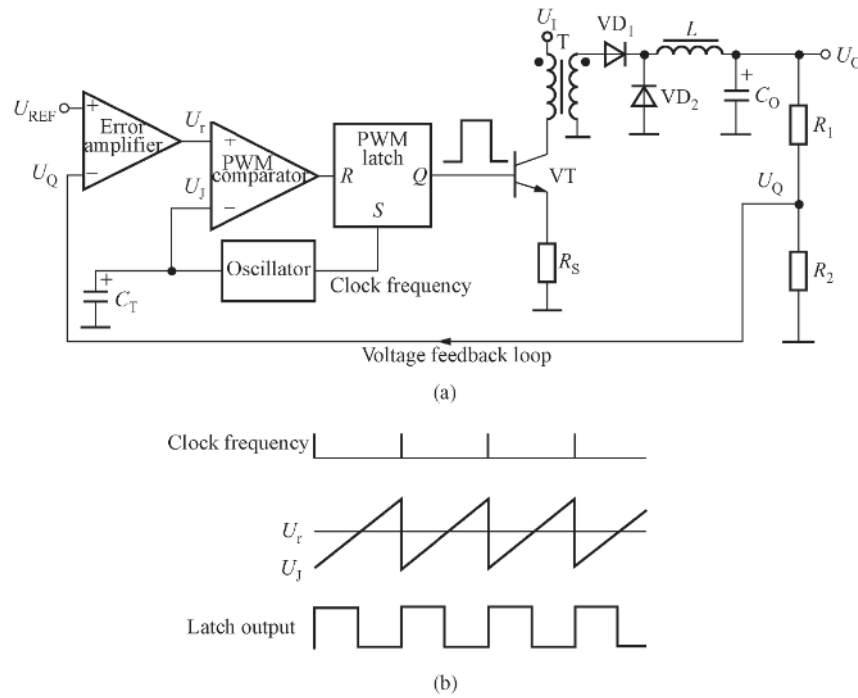 U_I
VD_1
T
L
U_O
VD_2
+
C_O
R_1
U_REF
+
Error
amplifier
U_r
U_Q
−
+
PWM
comparator
U_J
−
PWM
latch
R
Q
S
VT
U_Q
Oscillator
Clock frequency
R_S
R_2
+
C_T
Voltage feedback loop
(a)
Clock frequency
U_r
U_J
Latch output
(b)